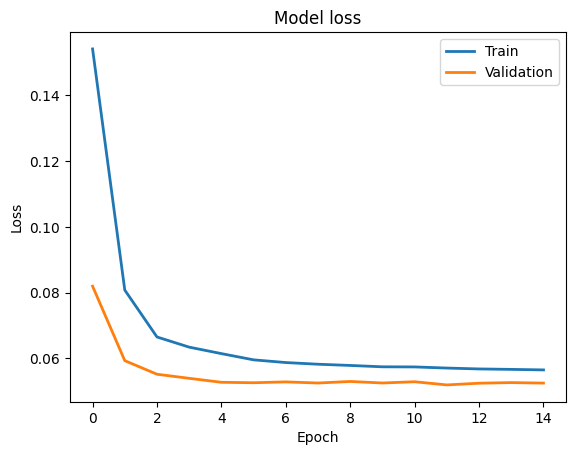 Model loss
Train
Validation
0.14
0.12
0.10
0.08
0.06
Loss
0 2 4 6 8 10 12 14
Epoch